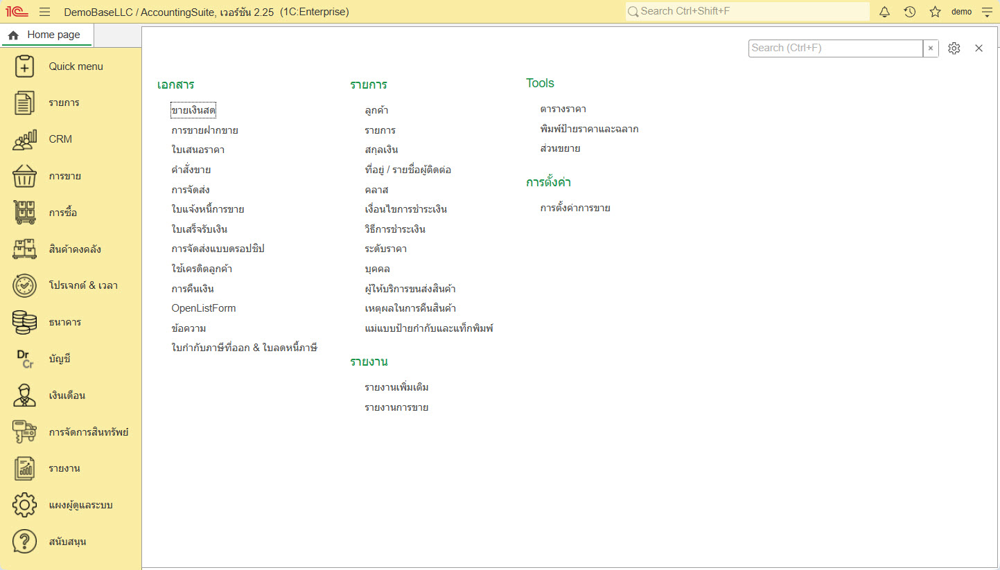 1C DemoBaseLLC / AccountingSuite, เวอร์ชัน 2.25 (1C:Enterprise) Search Ctrl+Shift+F demo
Home page
Quick menu
รายการ
CRM
การขาย
การซื้อ
สินค้าคงคลัง
โปรเจกต์ & เวลา
ธนาคาร
Dr Cr บัญชี
เงินเดือน
การจัดการสินทรัพย์
รายงาน
แผงผู้ดูแลระบบ
สนับสนุน
Search (Ctrl+F) ×
เอกสาร
ขายเงินสด
การขายฝากขาย
ใบเสนอราคา
คำสั่งขาย
การจัดส่ง
ใบแจ้งหนี้การขาย
ใบเสร็จรับเงิน
การจัดส่งแบบดรอปชิป
ใช้เครดิตลูกค้า
การคืนเงิน
OpenListForm
ข้อความ
ใบกำกับภาษีที่ออก & ใบลดหนี้ภาษี
รายการ
ลูกค้า
รายการ
สกุลเงิน
ที่อยู่ / รายชื่อผู้ติดต่อ
คลาส
เงื่อนไขการชำระเงิน
วิธีการชำระเงิน
ระดับราคา
บุคคล
ผู้ให้บริการขนส่งสินค้า
เหตุผลในการคืนสินค้า
แม่แบบป้ายกำกับและแท็กพิมพ์
รายงาน
รายงานเพิ่มเติม
รายงานการขาย
Tools
ตารางราคา
พิมพ์ป้ายราคาและฉลาก
ส่วนขยาย
การตั้งค่า
การตั้งค่าการขาย